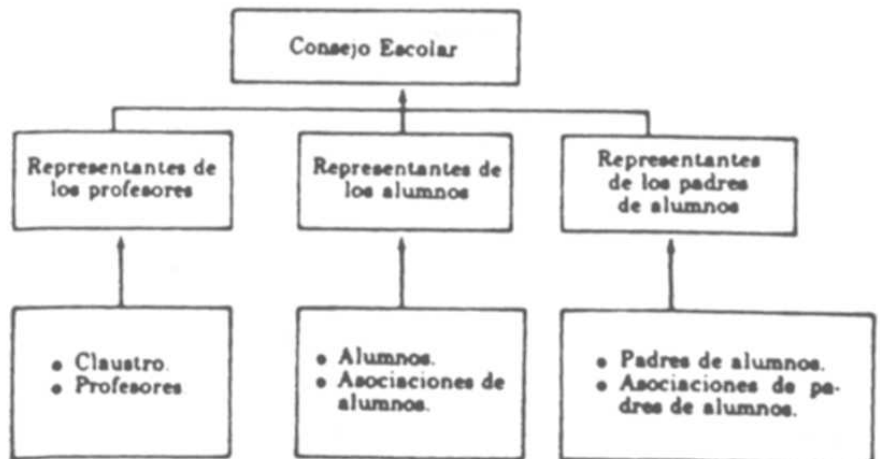 Consejo Escolar
Representantes de
los profesores
Representantes de
los alumnos
Representantes
de los padres
de alumnos
• Claustro.
• Profesores
• Alumnos.
• Asociaciones de
alumnos.
• Padres de alumnos.
• Asociaciones de pa-
dres de alumnos.